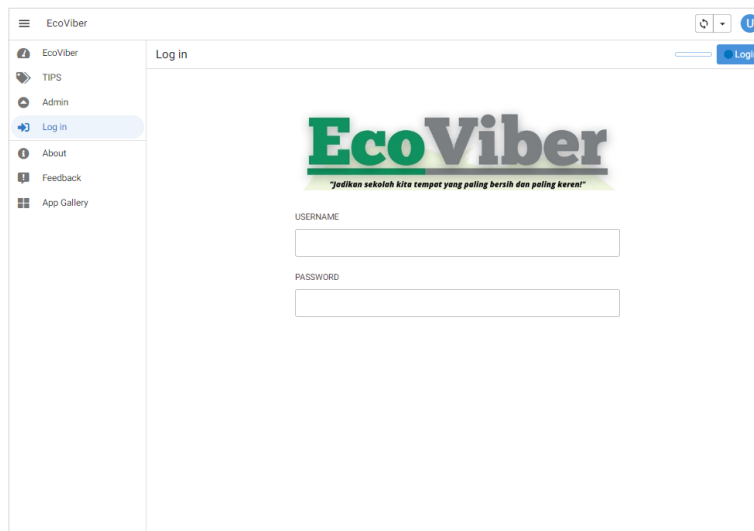 EcoViber
U
EcoViber
TIPS
Admin
Log in
About
Feedback
App Gallery
Log in
Login
EcoViber
"Jadikan sekolah kita tempat yang paling bersih dan paling keren!"
USERNAME
PASSWORD